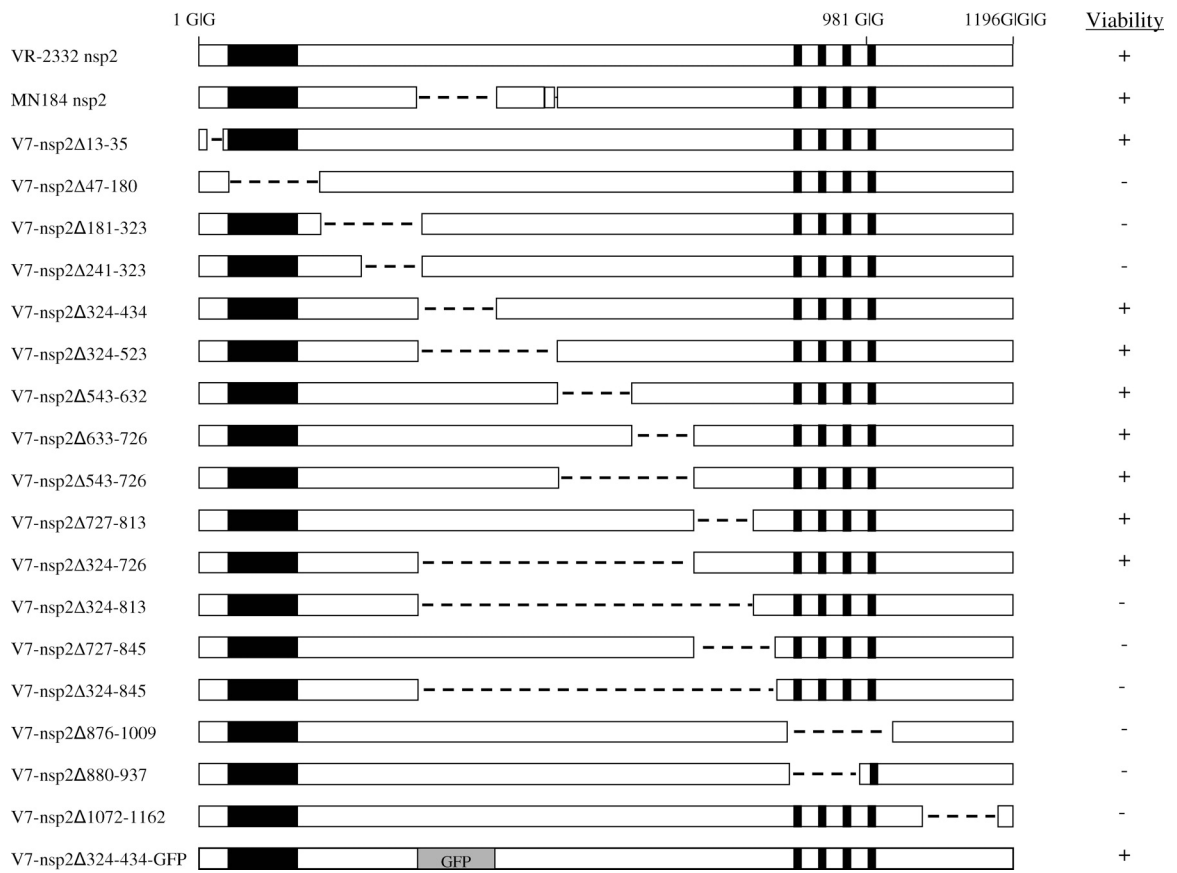 1 G|G 981 G|G 1196G|G|G Viability
VR-2332 nsp2 +
MN184 nsp2 +
V7-nsp2Δ13-35 +
V7-nsp2Δ47-180 -
V7-nsp2Δ181-323 -
V7-nsp2Δ241-323 -
V7-nsp2Δ324-434 +
V7-nsp2Δ324-523 +
V7-nsp2Δ543-632 +
V7-nsp2Δ633-726 +
V7-nsp2Δ543-726 +
V7-nsp2Δ727-813 +
V7-nsp2Δ324-726 +
V7-nsp2Δ324-813 -
V7-nsp2Δ727-845 -
V7-nsp2Δ324-845 -
V7-nsp2Δ876-1009 -
V7-nsp2Δ880-937 -
V7-nsp2Δ1072-1162 -
V7-nsp2Δ324-434-GFP GFP +